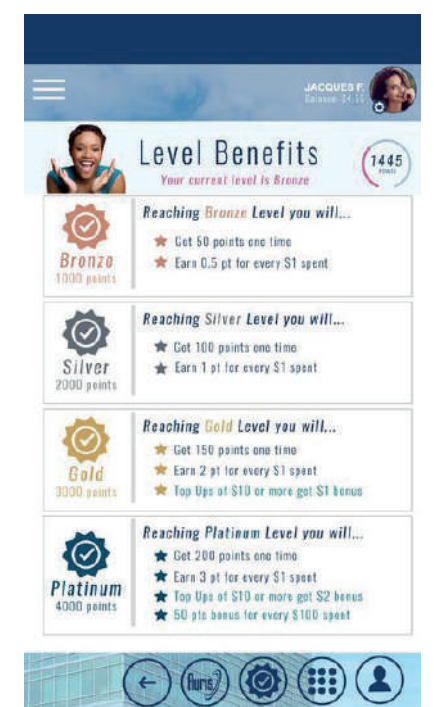 JACQUES F.
Level Benefits
Your current level is Bronze
1445
POINTS
Reaching Bronze Level you will...
Get 50 points one time
Earn 0.5 pt for every $1 spent
Bronze
1000 points
Reaching Silver Level you will...
Get 100 points one time
Earn 1 pt for every $1 spent
Silver
2000 points
Reaching Gold Level you will...
Get 150 points one time
Earn 2 pt for every $1 spent
Top Ups of $10 or more get $1 bonus
Gold
3000 points
Reaching Platinum Level you will...
Get 200 points one time
Earn 3 pt for every $1 spent
Top Ups of $10 or more get $2 bonus
50 pts bonus for every $100 spent
Platinum
4000 points